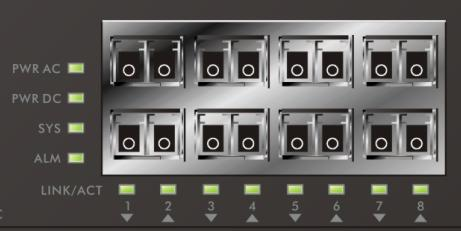 PWR AC
PWR DC
SYS
ALM
LINK/ACT
1 2 3 4 5 6 7 8